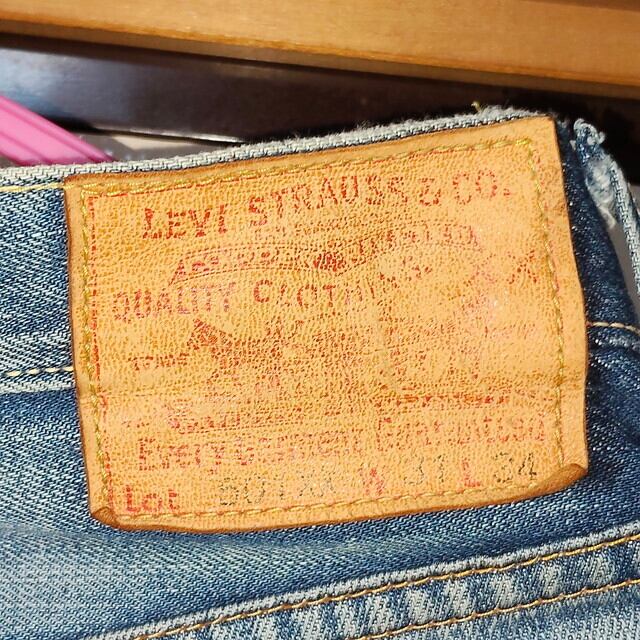 LEVI STRAUSS & CO.
QUALITY CLOTHING.
Every Garment Guaranteed
Lot 501XX W 31 L 34